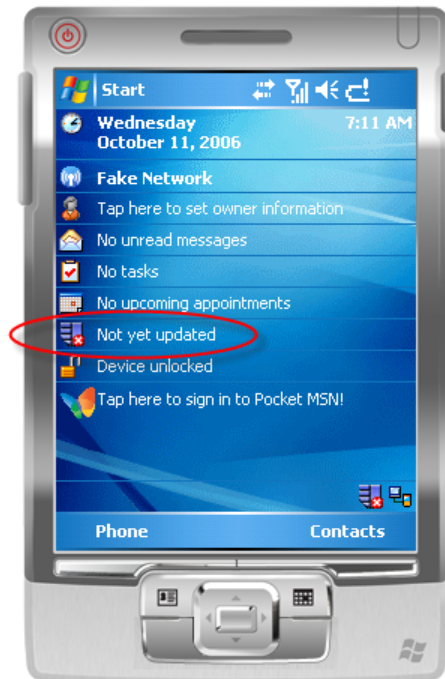 Start
Wednesday 7:11 AM
October 11, 2006
Fake Network
Tap here to set owner information
No unread messages
No tasks
No upcoming appointments
Not yet updated
Device unlocked
Tap here to sign in to Pocket MSN!
Phone Contacts